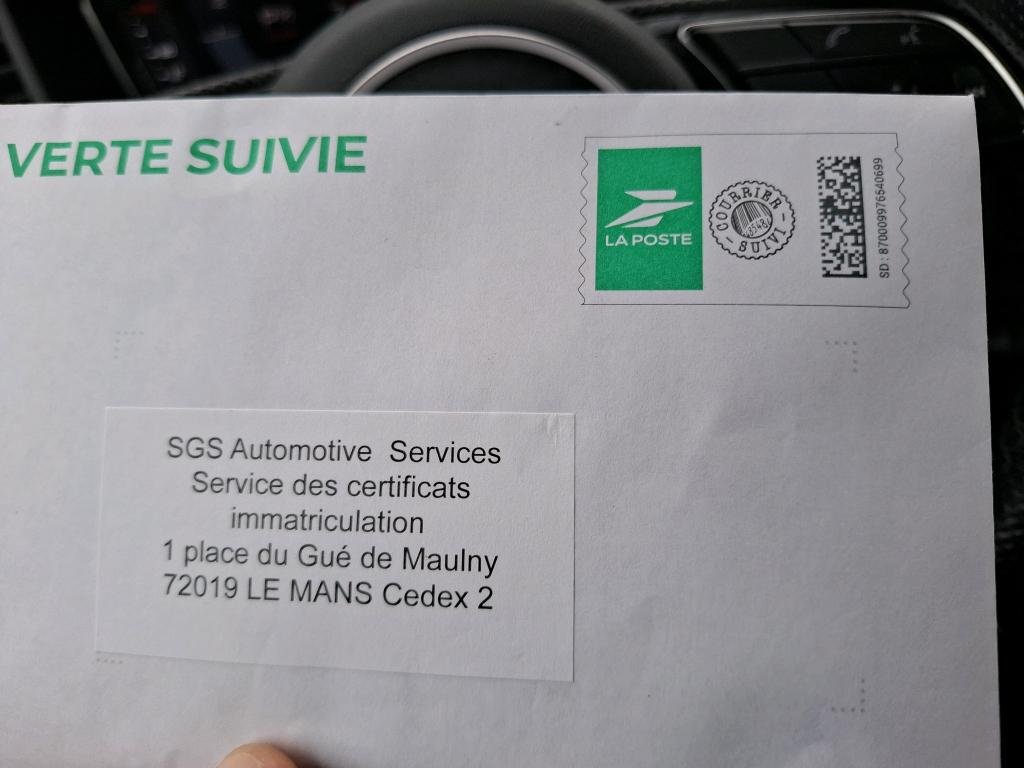 VERTE SUIVIE
LA POSTE
COURRIER
SUIVI
SD : 870009976540699
SGS Automotive Services
Service des certificats
immatriculation
1 place du Gué de Maulny
72019 LE MANS Cedex 2